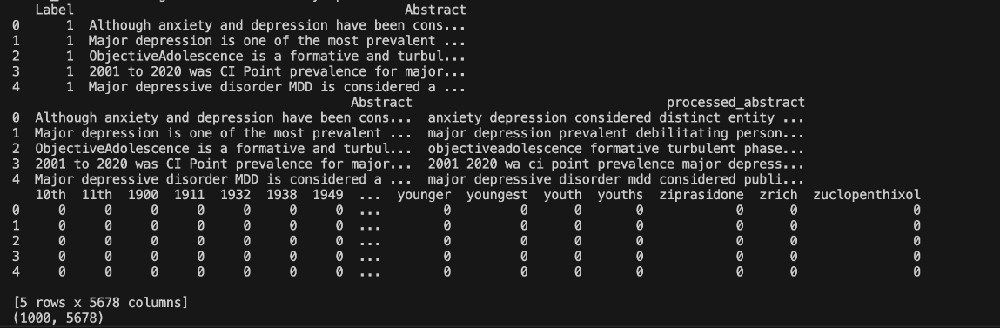 Label Abstract
0 1 Although anxiety and depression have been cons...
1 1 Major depression is one of the most prevalent ...
2 1 ObjectiveAdolescence is a formative and turbul...
3 1 2001 to 2020 was CI Point prevalence for major...
4 1 Major depressive disorder MDD is considered a ...
Abstract processed_abstract
0 Although anxiety and depression have been cons... anxiety depression considered distinct entity ...
1 Major depression is one of the most prevalent ... major depression prevalent debilitating person...
2 ObjectiveAdolescence is a formative and turbul... objectiveadolescence formative turbulent phase...
3 2001 to 2020 was CI Point prevalence for major... 2001 2020 wa ci point prevalence major depress...
4 Major depressive disorder MDD is considered a ... major depressive disorder mdd considered publi...
10th 11th 1900 1911 1932 1938 1949 ... younger youngest youth youths ziprasidone zrich zuclopenthixol
0 0 0 0 0 0 0 0 ... 0 0 0 0 0 0 0
1 0 0 0 0 0 0 0 ... 0 0 0 0 0 0 0
2 0 0 0 0 0 0 0 ... 0 0 0 0 0 0 0
3 0 0 0 0 0 0 0 ... 0 0 0 0 0 0 0
4 0 0 0 0 0 0 0 ... 0 0 0 0 0 0 0
[5 rows x 5678 columns]
(1000, 5678)